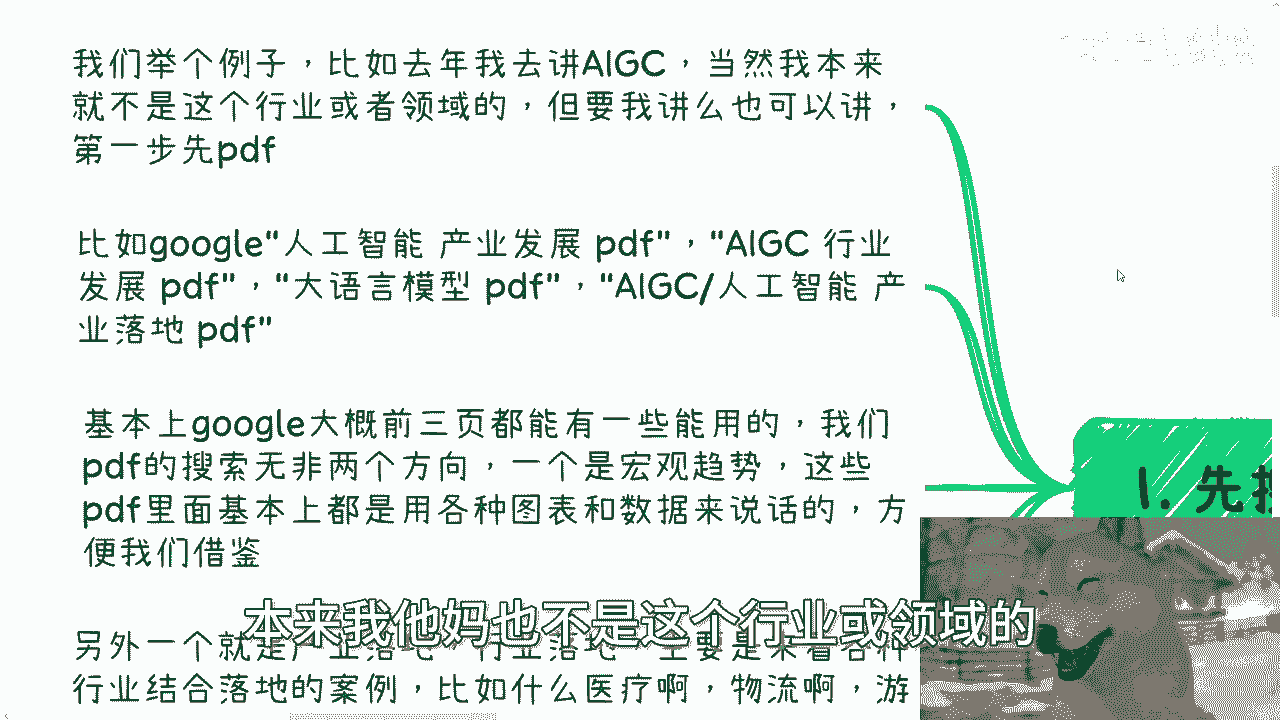 我们举个例子，比如去年我去讲AIGC，当然我本来
就不是这个行业或者领域的，但要我讲么也可以讲，
第一步先pdf
比如google"人工智能 产业发展 pdf"，"AIGC 行业
发展 pdf"，"大语言模型 pdf"，"AIGC/人工智能 产
业落地 pdf"
基本上google大概前三页都能有一些能用的，我们
pdf的搜索无非两个方向，一个是宏观趋势，这些
pdf里面基本上都是用各种图表和数据来说话的，方
便我们借鉴
1. 先
本来我他妈也不是这个行业或领域的
另外一个就是产业落地，行业落地，主要是来看各种
行业结合落地的案例，比如什么医疗啊，物流啊，游